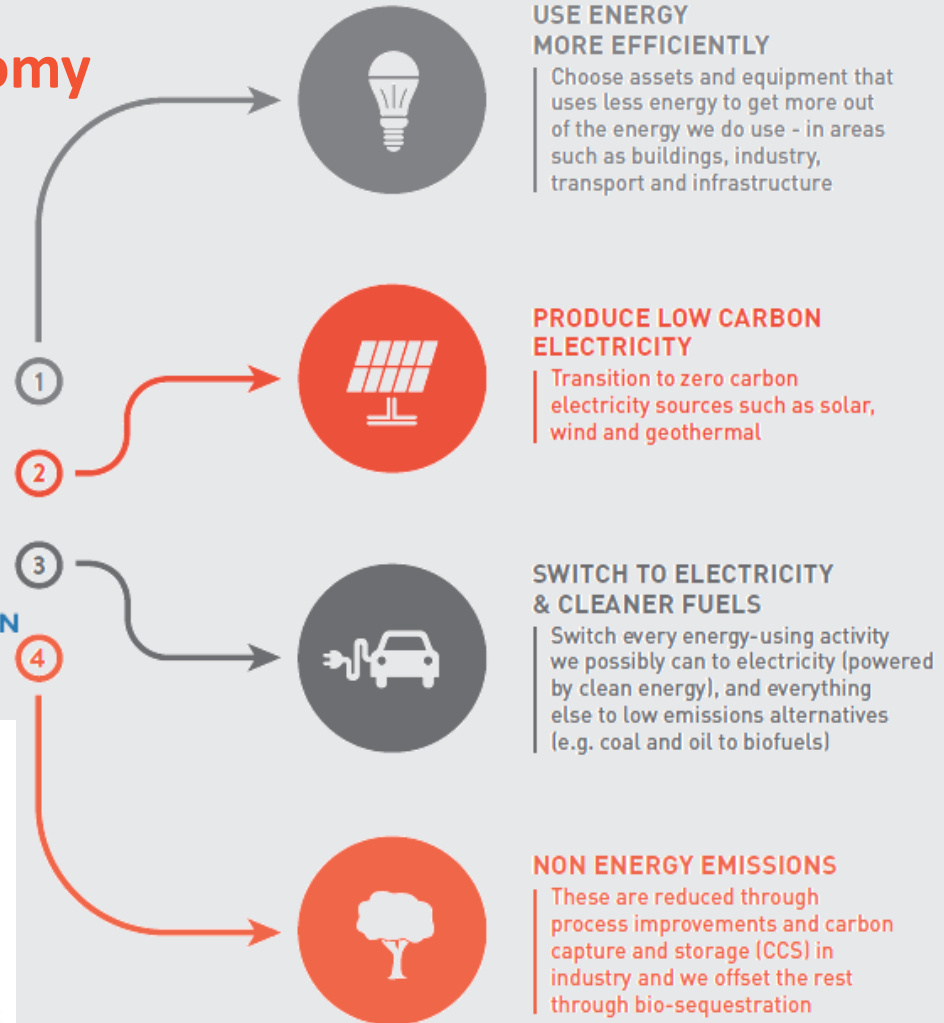 omy
USE ENERGY
MORE EFFICIENTLY
Choose assets and equipment that
uses less energy to get more out
of the energy we do use - in areas
such as buildings, industry,
transport and infrastructure
1
PRODUCE LOW CARBON
ELECTRICITY
Transition to zero carbon
electricity sources such as solar,
wind and geothermal
2
3
SWITCH TO ELECTRICITY
& CLEANER FUELS
Switch every energy-using activity
we possibly can to electricity (powered
by clean energy), and everything
else to low emissions alternatives
(e.g. coal and oil to biofuels)
N
4
NON ENERGY EMISSIONS
These are reduced through
process improvements and carbon
capture and storage (CCS) in
industry and we offset the rest
through bio-sequestration